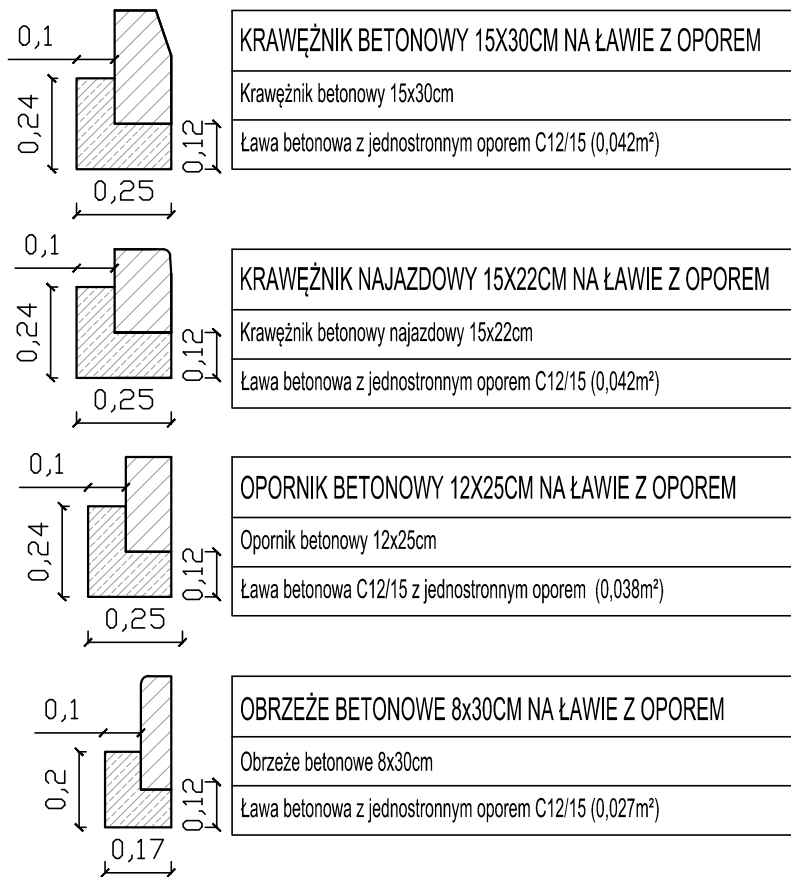 0,1
0,24
0,12
0,25
KRAWĘŻNIK BETONOWY 15X30CM NA ŁAWIE Z OPOREM
Krawężnik betonowy 15x30cm
Ława betonowa z jednostronnym oporem C12/15 (0,042m²)
0,1
0,24
0,12
0,25
KRAWĘŻNIK NAJAZDOWY 15X22CM NA ŁAWIE Z OPOREM
Krawężnik betonowy najazdowy 15x22cm
Ława betonowa z jednostronnym oporem C12/15 (0,042m²)
0,1
0,24
0,12
0,25
OPORNIK BETONOWY 12X25CM NA ŁAWIE Z OPOREM
Opornik betonowy 12x25cm
Ława betonowa C12/15 z jednostronnym oporem (0,038m²)
0,1
0,2
0,12
0,17
OBRZEŻE BETONOWE 8x30CM NA ŁAWIE Z OPOREM
Obrzeże betonowe 8x30cm
Ława betonowa z jednostronnym oporem C12/15 (0,027m²)